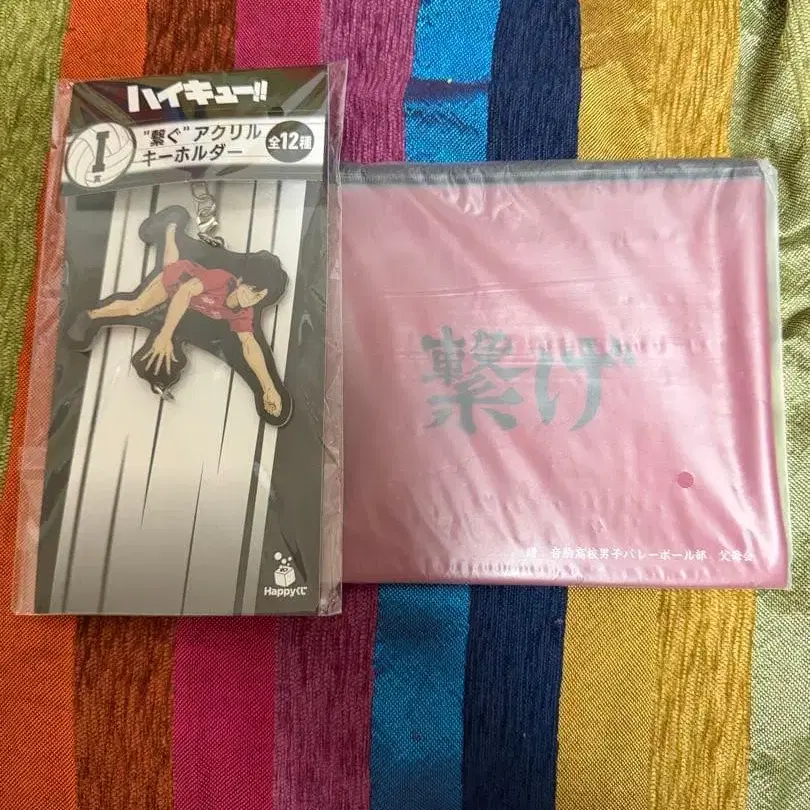 ハイキュー!!
I賞
"繋ぐ"アクリル
キーホルダー
全12種
Happyくじ
繋げ
贈 音駒高校男子バレーボール部 父母会